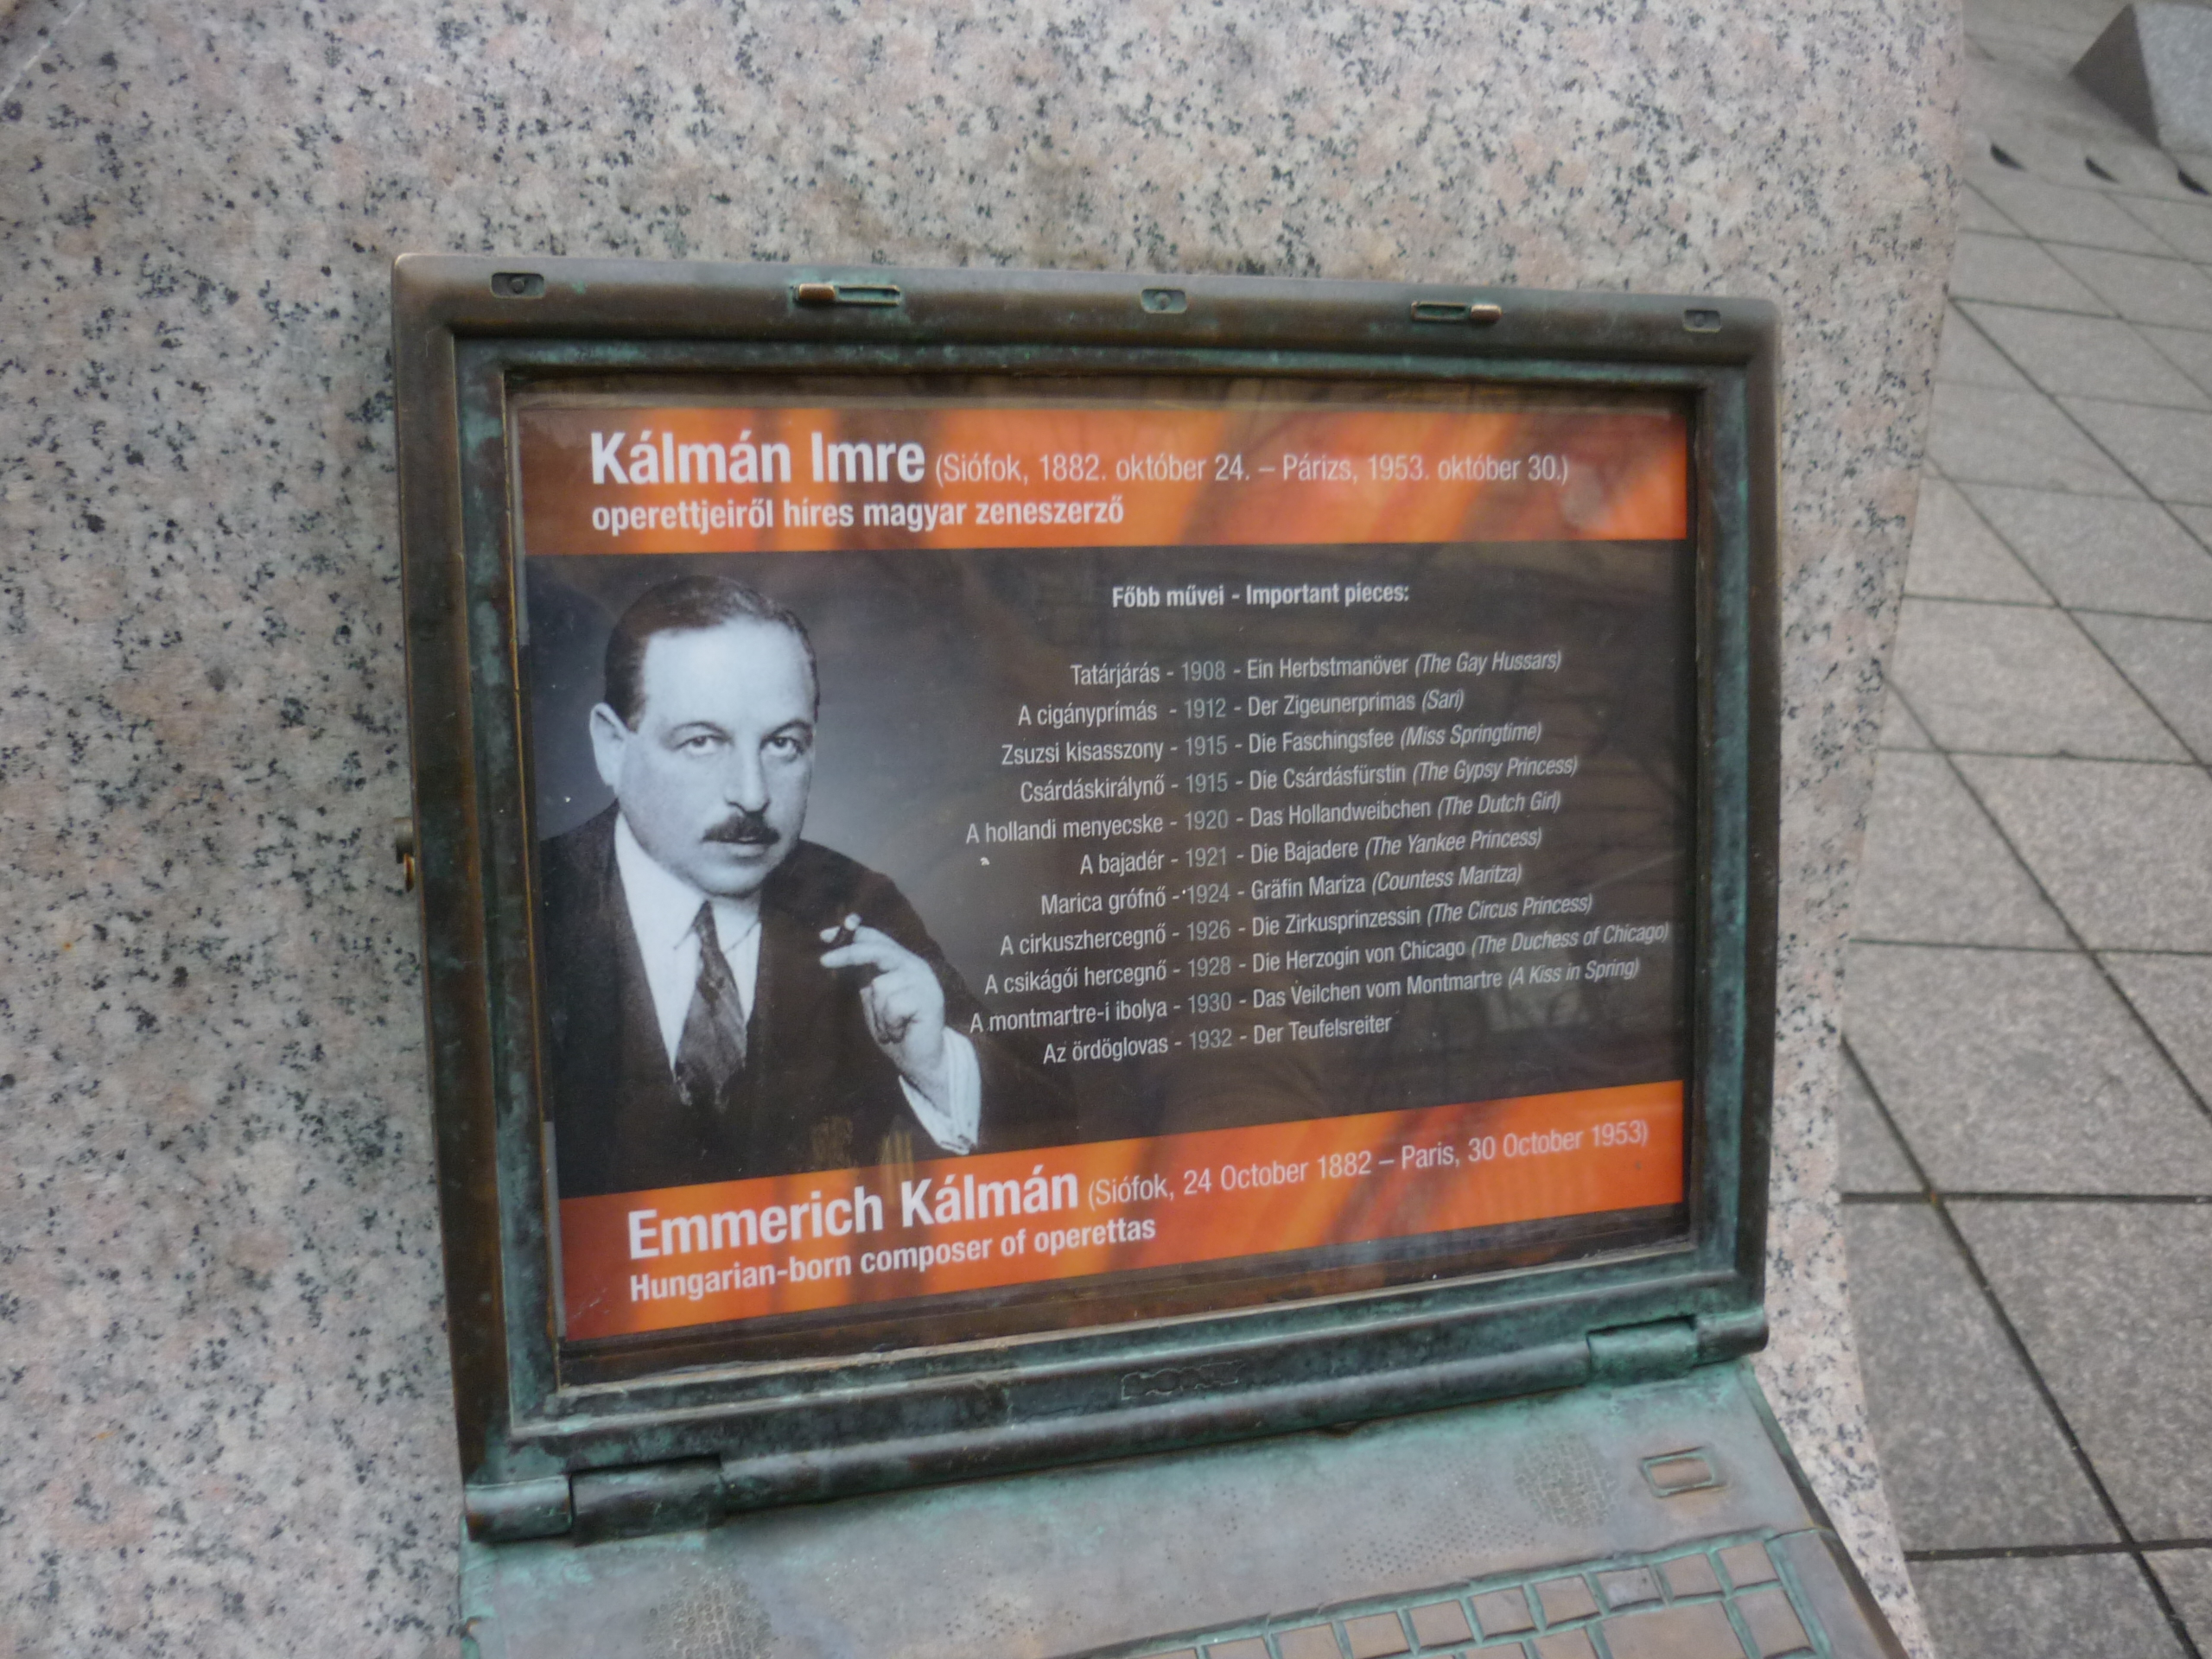 Kálmán Imre (Siófok, 1882. október 24. – Párizs, 1953. október 30.)
operettjeiről híres magyar zeneszerző
Főbb művei - Important pieces:
Tatárjárás - 1908 - Ein Herbstmanöver (The Gay Hussars)
A cigányprímás - 1912 - Der Zigeunerprimas (Sari)
Zsuzsi kisasszony - 1915 - Die Faschingsfee (Miss Springtime)
Csárdáskirálynő - 1915 - Die Csárdásfürstin (The Gypsy Princess)
A hollandi menyecske - 1920 - Das Hollandweibchen (The Dutch Girl)
A bajadér - 1921 - Die Bajadere (The Yankee Princess)
Marica grófnő - 1924 - Gräfin Mariza (Countess Maritza)
A cirkuszhercegnő - 1926 - Die Zirkusprinzessin (The Circus Princess)
A csikágói hercegnő - 1928 - Die Herzogin von Chicago (The Duchess of Chicago)
A montmartre-i ibolya - 1930 - Das Veilchen vom Montmartre (A Kiss in Spring)
Az ördöglovas - 1932 - Der Teufelsreiter
Emmerich Kálmán (Siófok, 24 October 1882 – Paris, 30 October 1953)
Hungarian-born composer of operettas